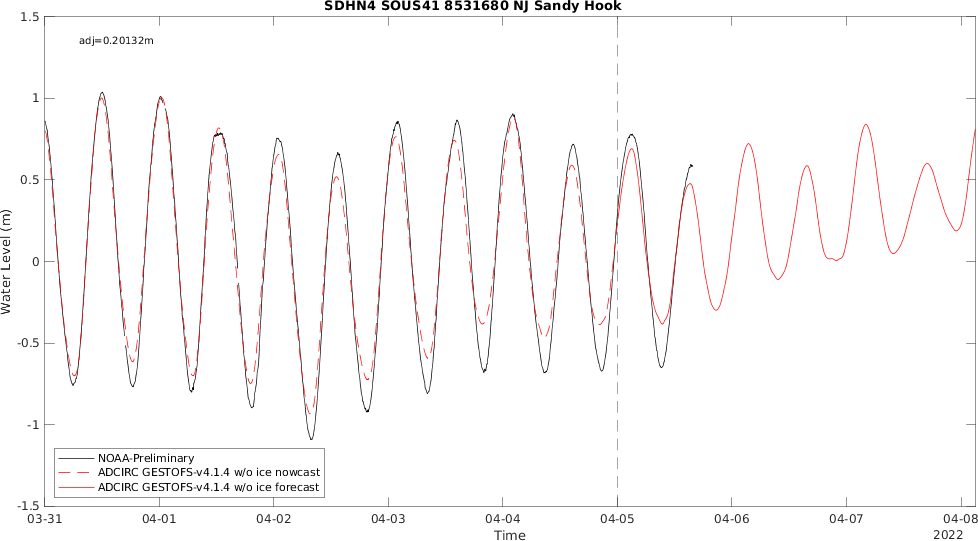 SDHN4 SOUS41 8531680 NJ Sandy Hook
adj=0.20132m
1.5
1
0.5
0
-0.5
-1
-1.5
Water Level (m)
NOAA-Preliminary
ADCIRC GESTOFS-v4.1.4 w/o ice nowcast
ADCIRC GESTOFS-v4.1.4 w/o ice forecast
03-31 04-01 04-02 04-03 04-04 04-05 04-06 04-07 04-08
Time
2022